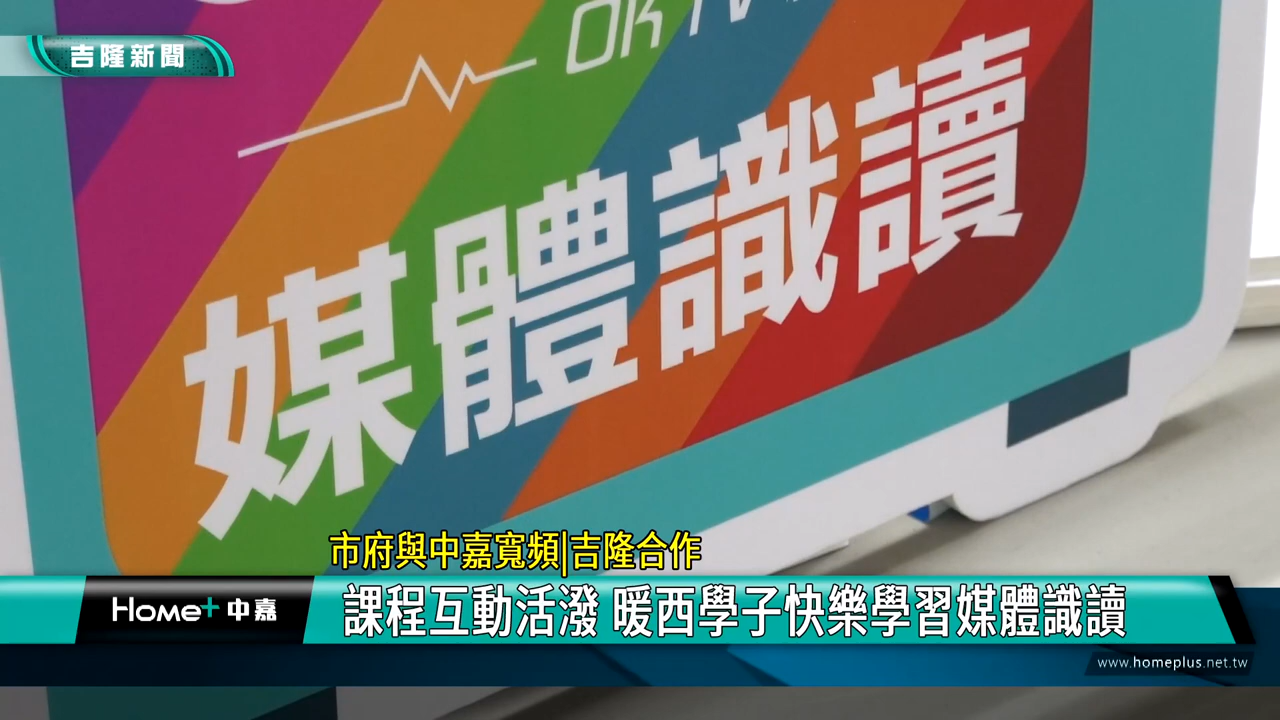 吉隆新聞
媒體識讀
市府與中嘉寬頻|吉隆合作
Home+中嘉
課程互動活潑 暖西學子快樂學習媒體識讀
www.homeplus.net.tw